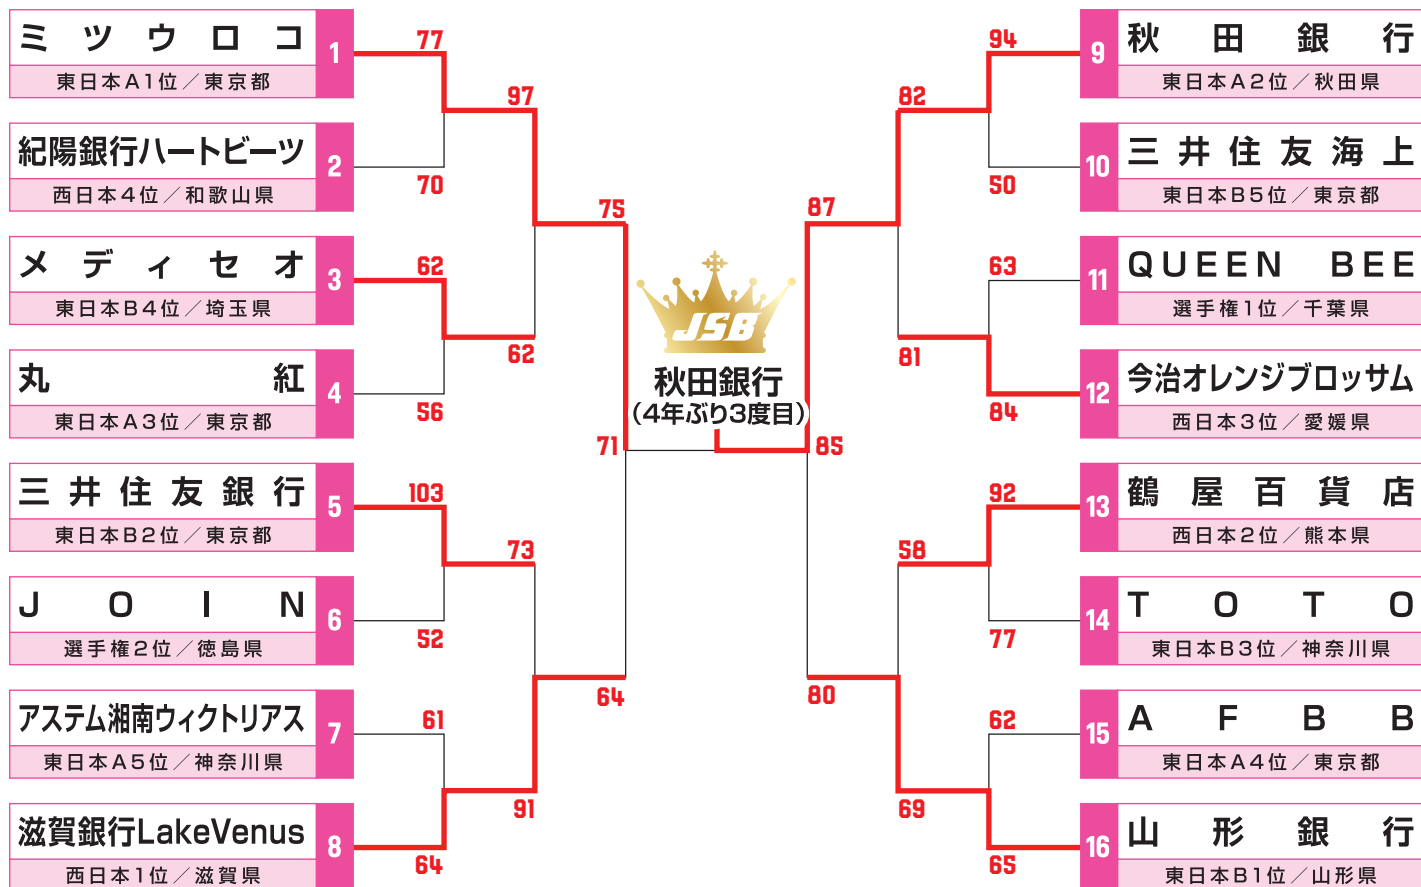 ミツウロコ
1
東日本A1位／東京都
紀陽銀行ハートビーツ
2
西日本4位／和歌山県
メディセオ
3
東日本B4位／埼玉県
丸紅
4
東日本A3位／東京都
三井住友銀行
5
東日本B2位／東京都
JOIN
6
選手権2位／徳島県
アステム湘南ウィクトリアス
7
東日本A5位／神奈川県
滋賀銀行LakeVenus
8
西日本1位／滋賀県
77
70
62
56
103
52
61
64
97
62
73
91
75
64
71
JSB
秋田銀行
（4年ぶり3度目）
85
87
80
82
81
58
69
94
50
63
84
92
77
62
65
9
秋田銀行
東日本A2位／秋田県
10
三井住友海上
東日本B5位／東京都
11
QUEEN BEE
選手権1位／千葉県
12
今治オレンジブロッサム
西日本3位／愛媛県
13
鶴屋百貨店
西日本2位／熊本県
14
TOTO
東日本B3位／神奈川県
15
AFBB
東日本A4位／東京都
16
山形銀行
東日本B1位／山形県